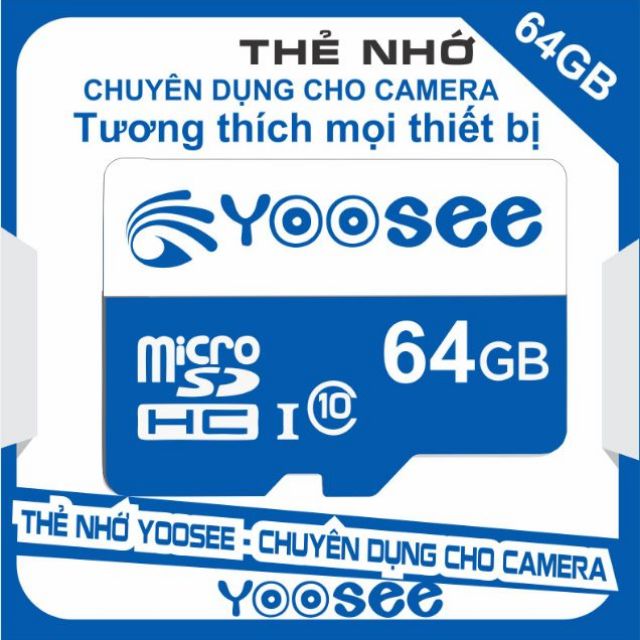 THẺ NHỚ
64GB
CHUYÊN DỤNG CHO CAMERA
Tương thích mọi thiết bị
YOOSEE
micro
SD
HC I 10
64GB
THẺ NHỚ YOOSEE - CHUYÊN DỤNG CHO CAMERA
YOOSEE